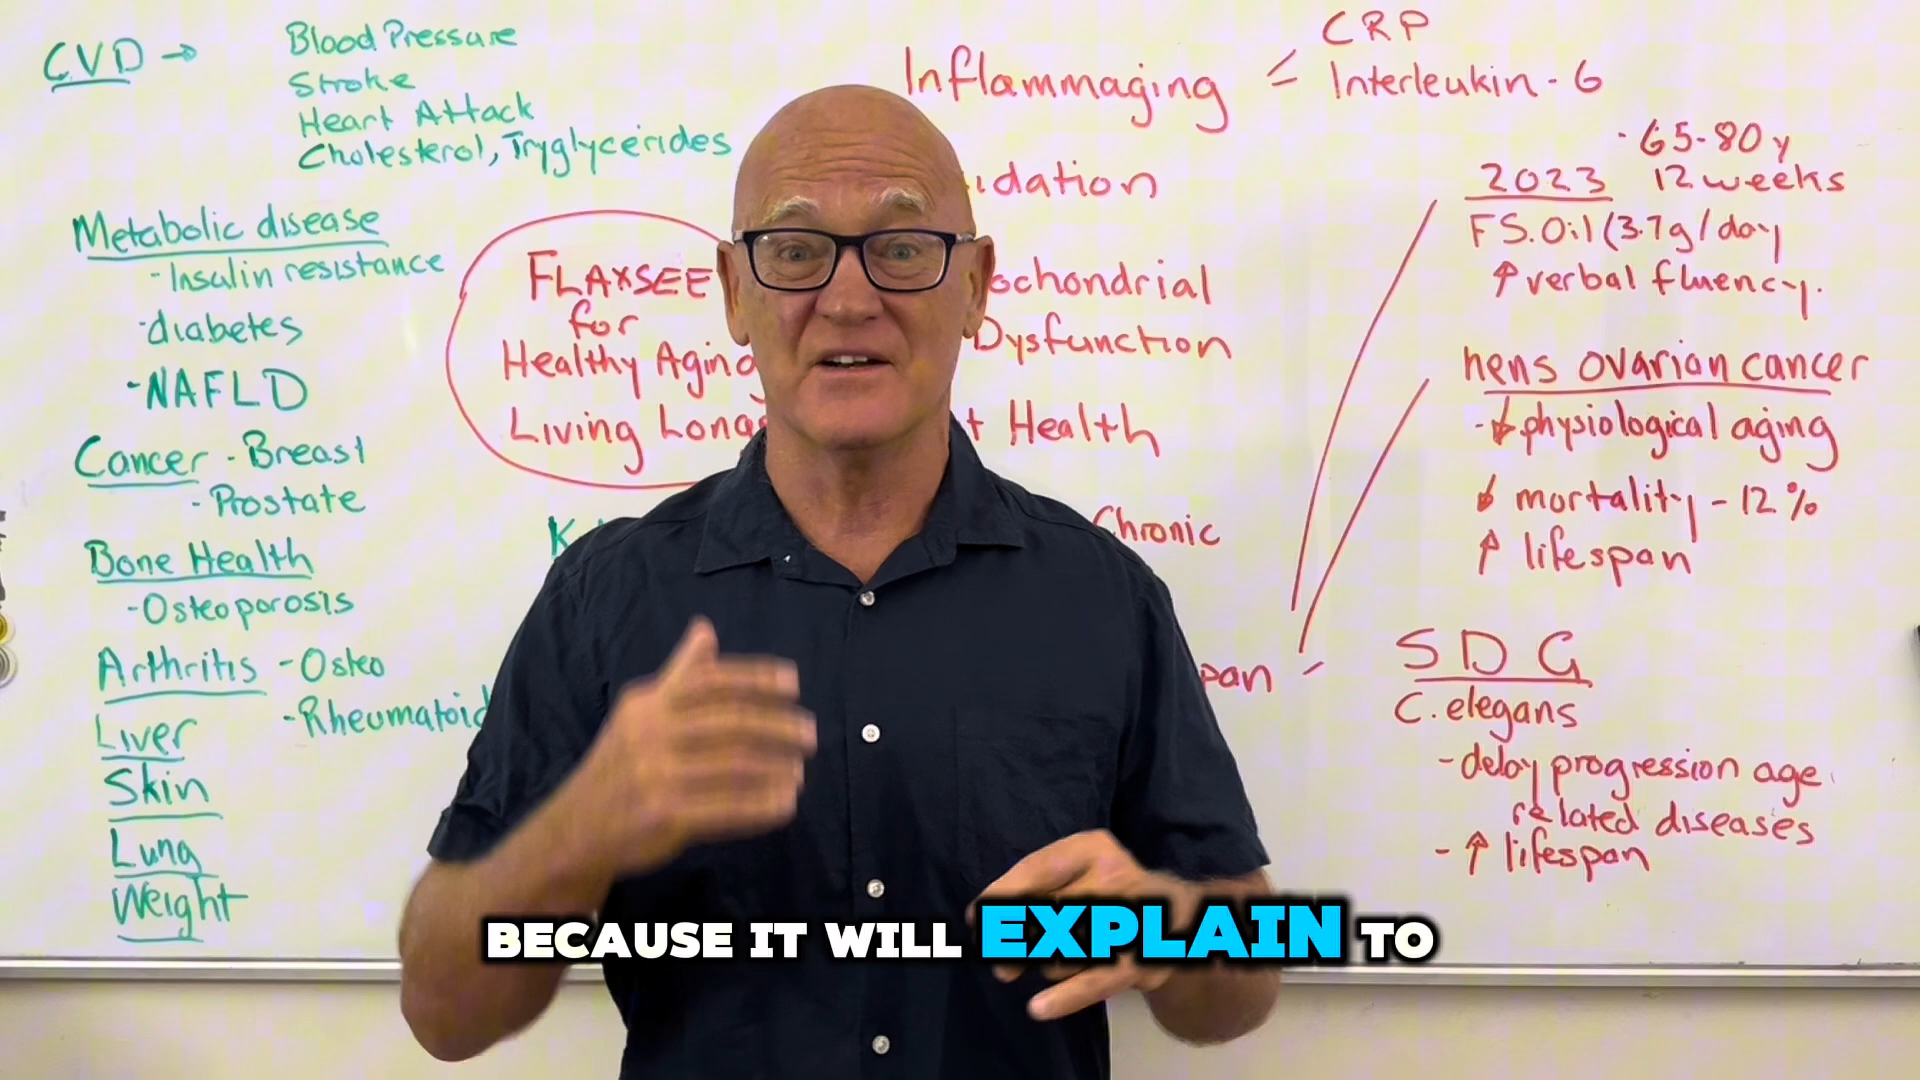 CVD →
Blood Pressure
Stroke
Heart Attack
Cholesterol, Tryglycerides
Metabolic disease
- Insulin resistance
- diabetes
- NAFLD
Cancer - Breast
- Prostate
Bone Health
- Osteoporosis
Arthritis - Osteo
- Rheumatoid
Liver
Skin
Lung
Weight
FLAXSEE
for
Healthy Aging
Living Long
K
Inflammaging
CRP
Interleukin - 6
idation
ochondrial
Dysfunction
t Health
Chronic
pan -
- 65-80 y
2023 12 weeks
FS.Oil (3.7g/day
↑ verbal fluency.
hens ovarian cancer
- ↓ physiological aging
↓ mortality - 12%
↑ lifespan
SDG
C. elegans
- delay progression age
related diseases
- ↑ lifespan
BECAUSE IT WILL EXPLAIN TO